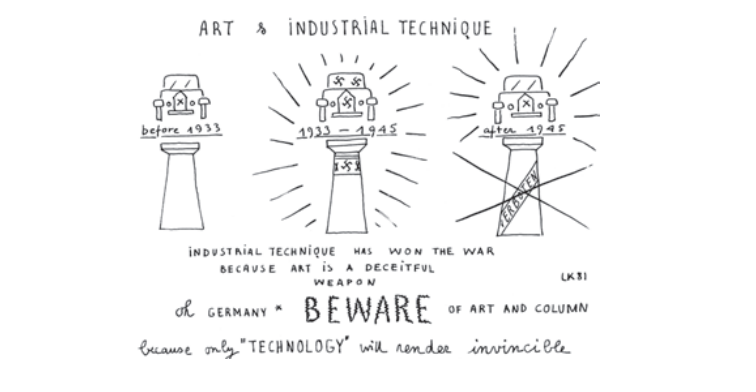 ART & INDUSTRIAL TECHNIQUE
before 1933
1933 – 1945
after 1945
VERBOTEN
INDUSTRIAL TECHNIQUE HAS WON THE WAR
BECAUSE ART IS A DECEITFUL
WEAPON
LK81
oh GERMANY * BEWARE OF ART AND COLUMN
because only "TECHNOLOGY" will render invincible